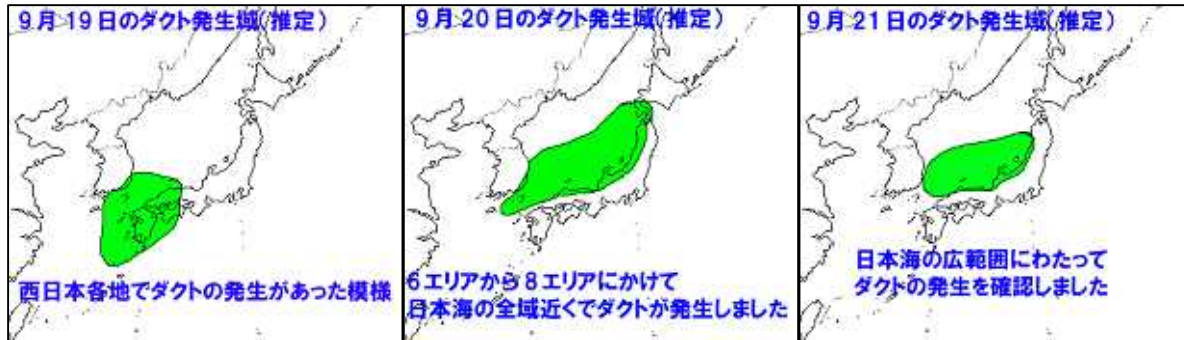 9月19日のダクト発生域(推定)
西日本各地でダクトの発生があった模様
9月20日のダクト発生域(推定)
6エリアから8エリアにかけて
日本海の全域近くでダクトが発生しました
9月21日のダクト発生域(推定)
日本海の広範囲にわたって
ダクトの発生を確認しました